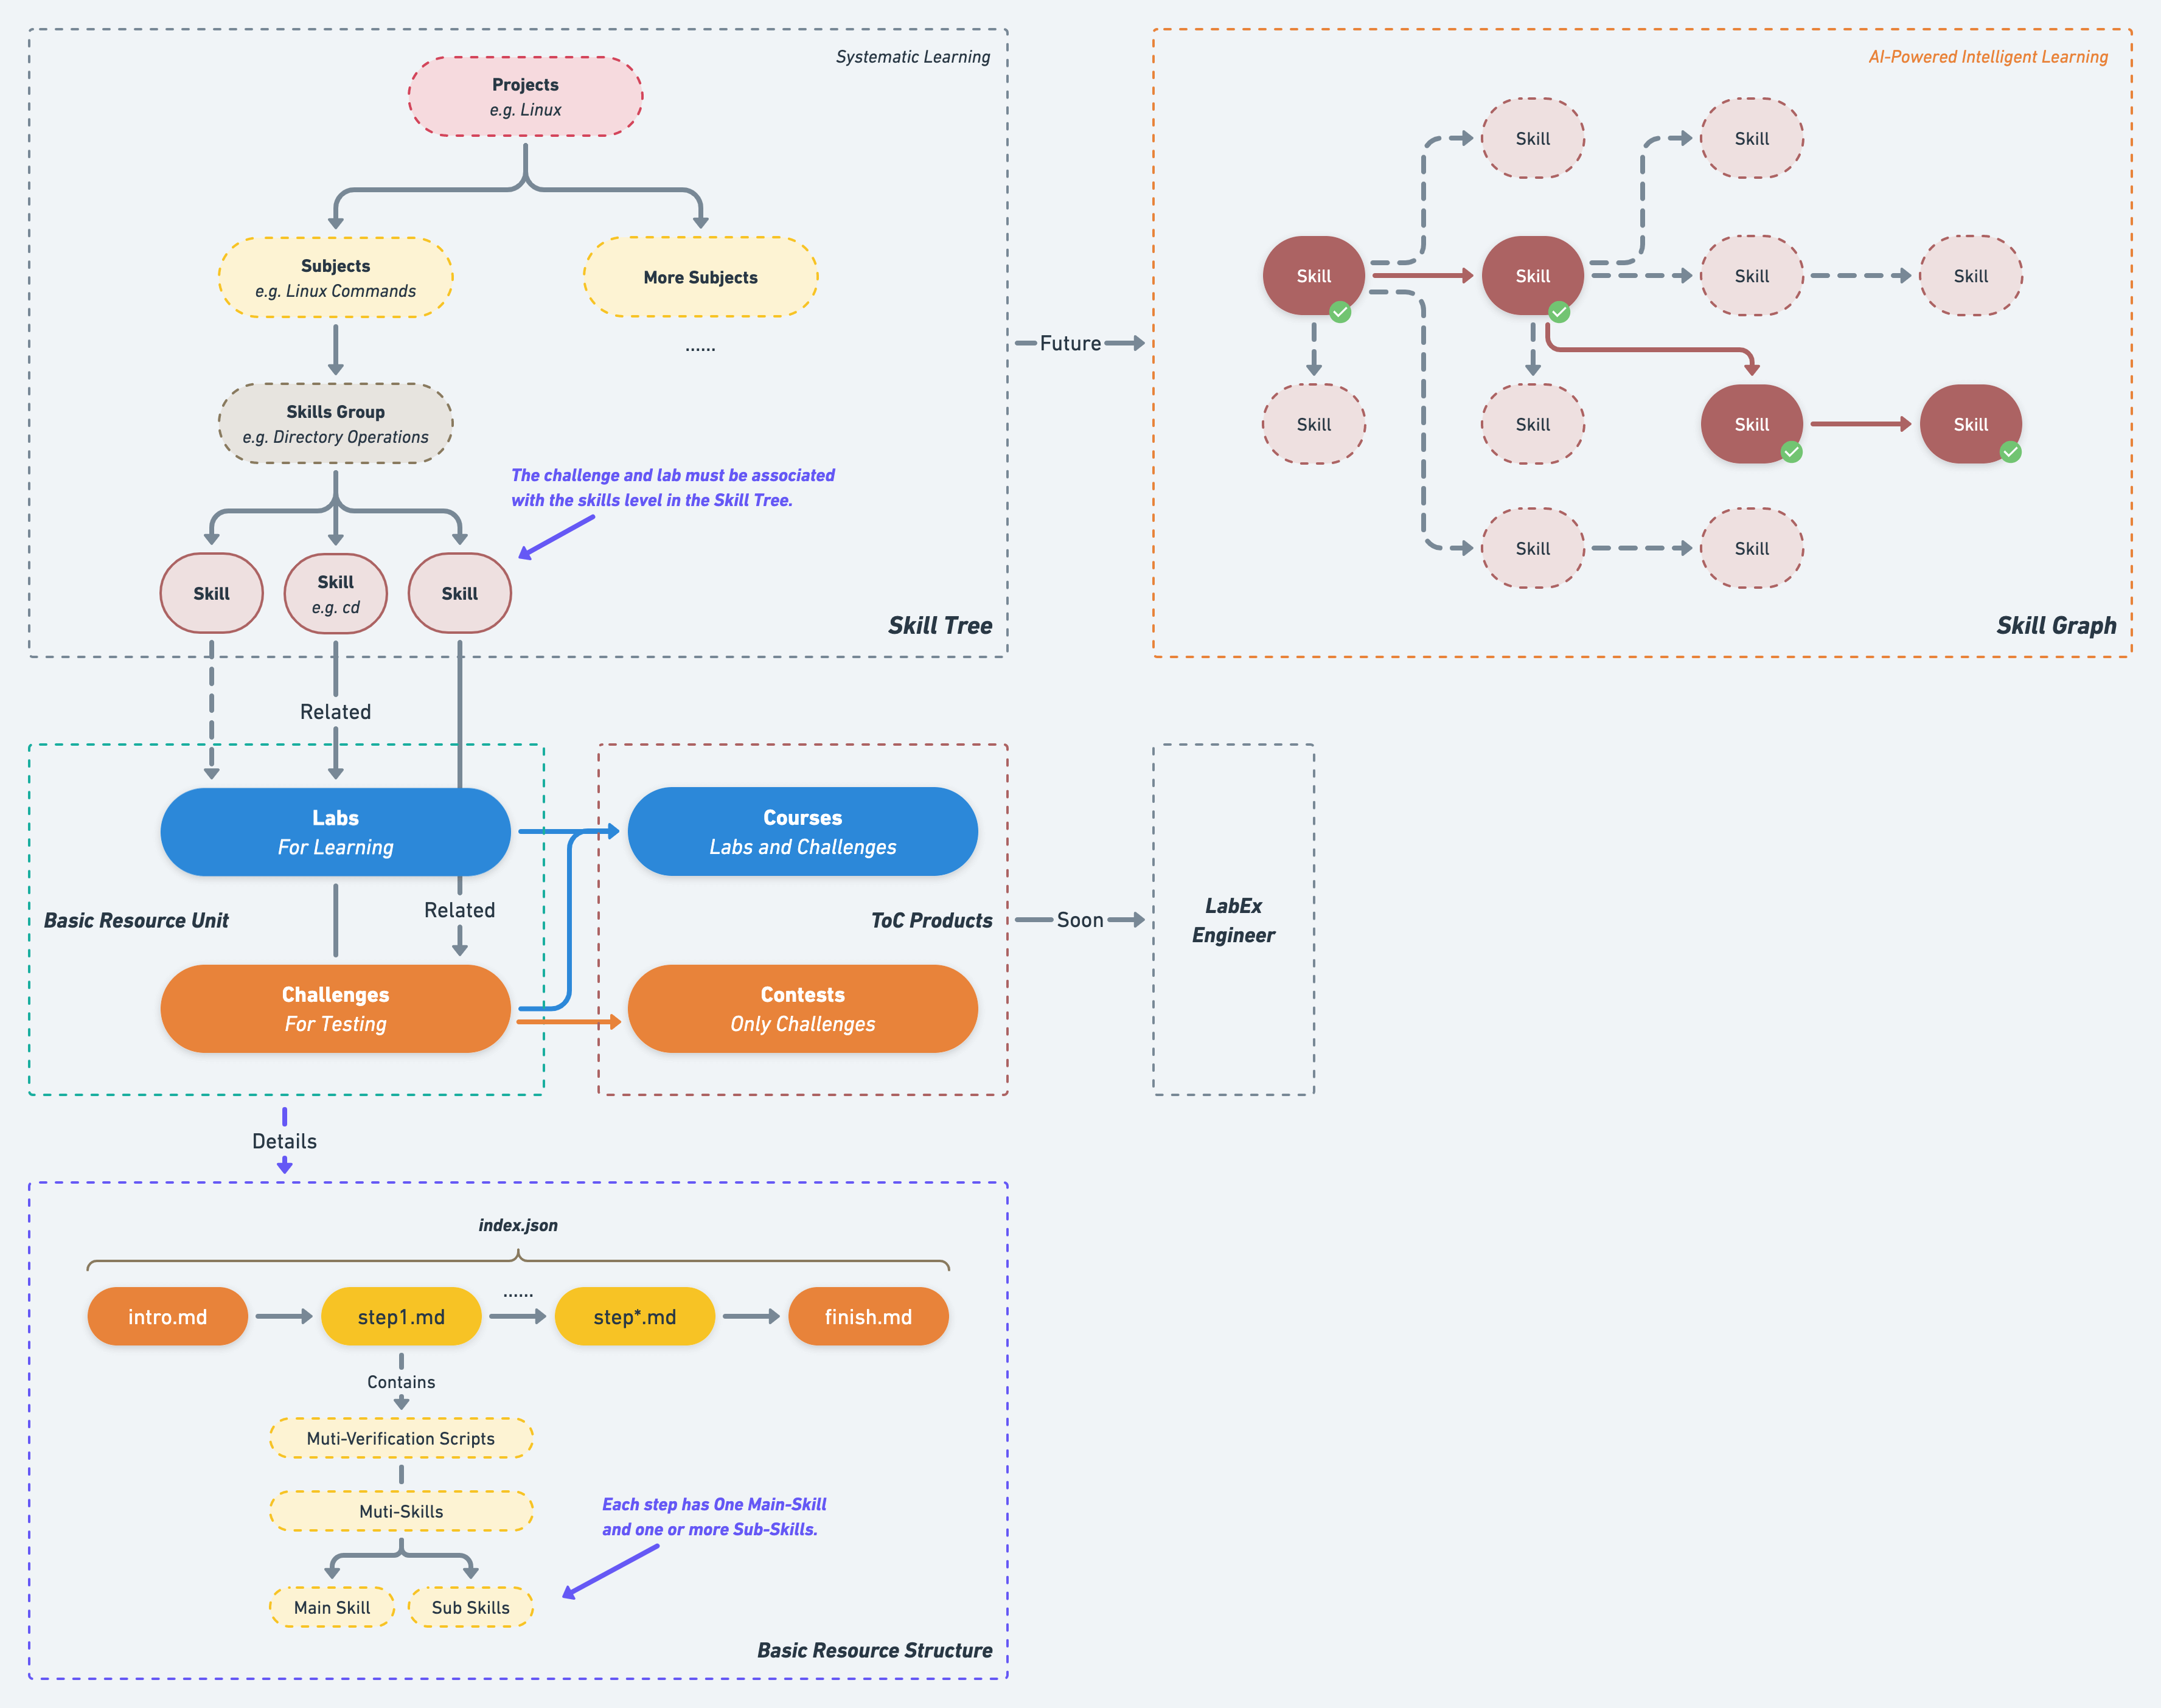 Systematic Learning
Projects
e.g. Linux
Subjects
e.g. Linux Commands
More Subjects
......
Skills Group
e.g. Directory Operations
The challenge and lab must be associated
with the skills level in the Skill Tree.
Skill
Skill
e.g. cd
Skill
Skill Tree
Future
AI-Powered Intelligent Learning
Skill
Skill
Skill
Skill
Skill
Skill
Skill
Skill
Skill
Skill
Skill
Skill
Skill Graph
Related
Labs
For Learning
Basic Resource Unit
Related
Challenges
For Testing
Courses
Labs and Challenges
ToC Products
Contests
Only Challenges
Soon
LabEx
Engineer
Details
index.json
intro.md
step1.md
......
step*.md
finish.md
Contains
Muti-Verification Scripts
Muti-Skills
Each step has One Main-Skill
and one or more Sub-Skills.
Main Skill
Sub Skills
Basic Resource Structure